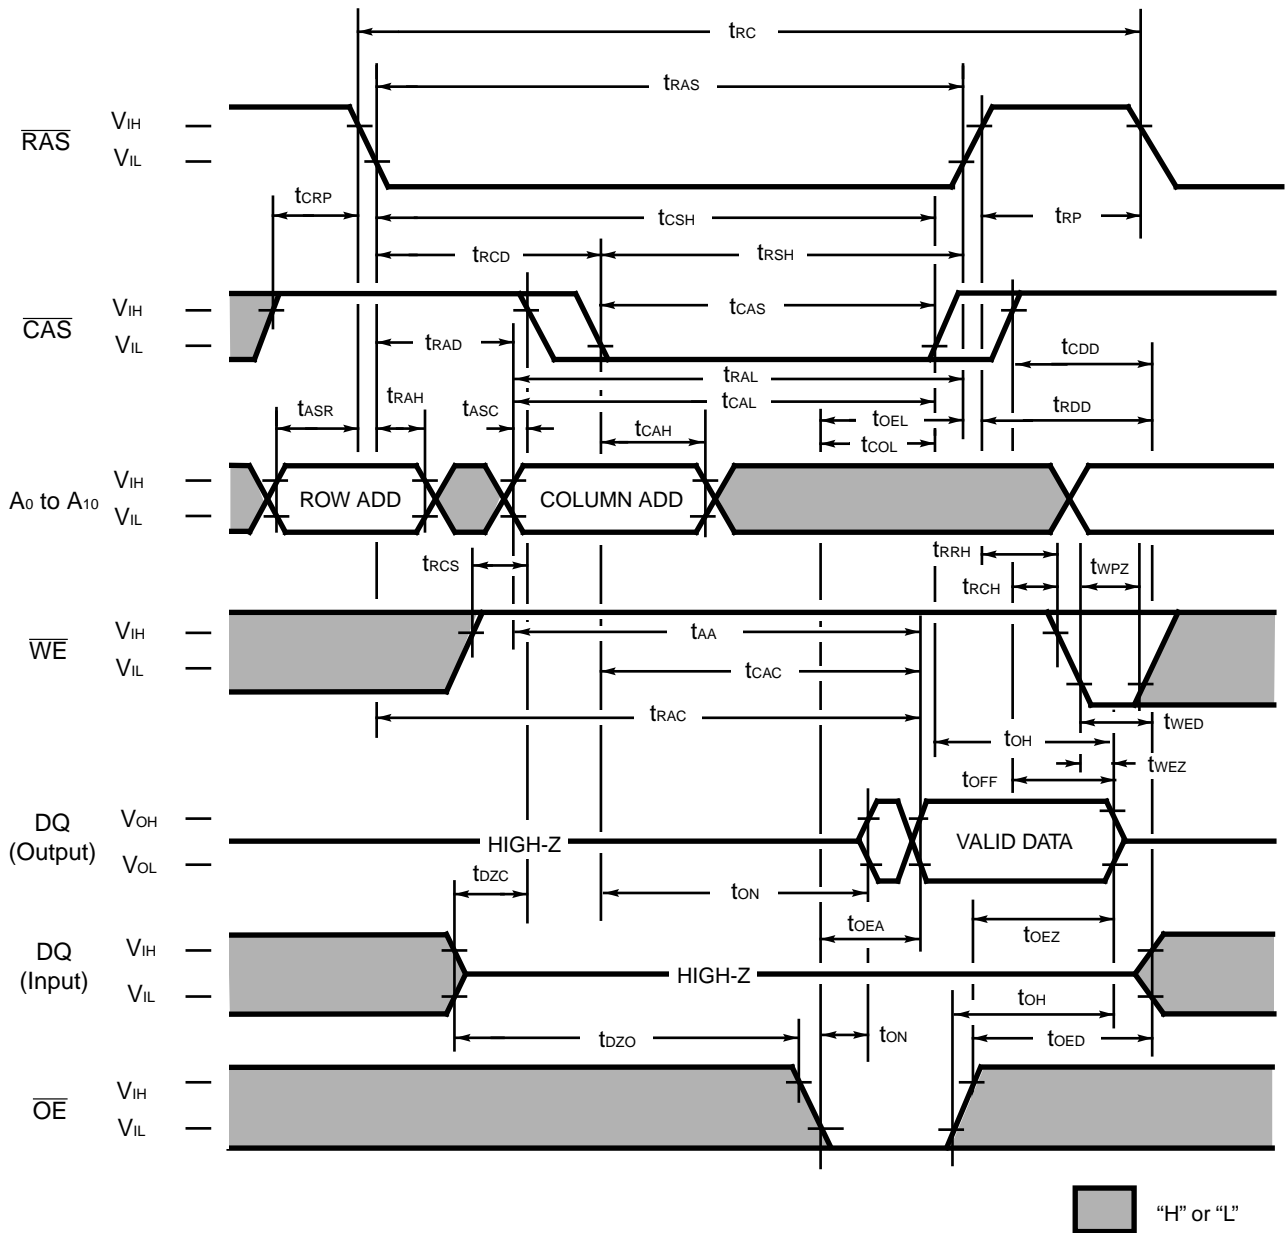 tRC
tRAS
RAS VIH
VIL
tCRP
tCSH
tRP
tRCD tRSH
CAS VIH
VIL
tCAS
tRAD
tCDD
tRAL
tCAL
tASR tRAH tASC
tOEL
tRDD
tCAH
tCOL
A0 to A10 VIH
VIL
ROW ADD COLUMN ADD
tRCS
tRRH
tRCH
tWPZ
WE VIH
VIL
tAA
tCAC
tRAC
tOH
tWED
tOFF
tWEZ
DQ
(Output)
VOH
VOL
HIGH-Z
VALID DATA
tDZC
tON
tOEA
tOEZ
DQ
(Input)
VIH
VIL
HIGH-Z
tOH
tDZO
tON
tOED
OE VIH
VIL
“H” or “L”